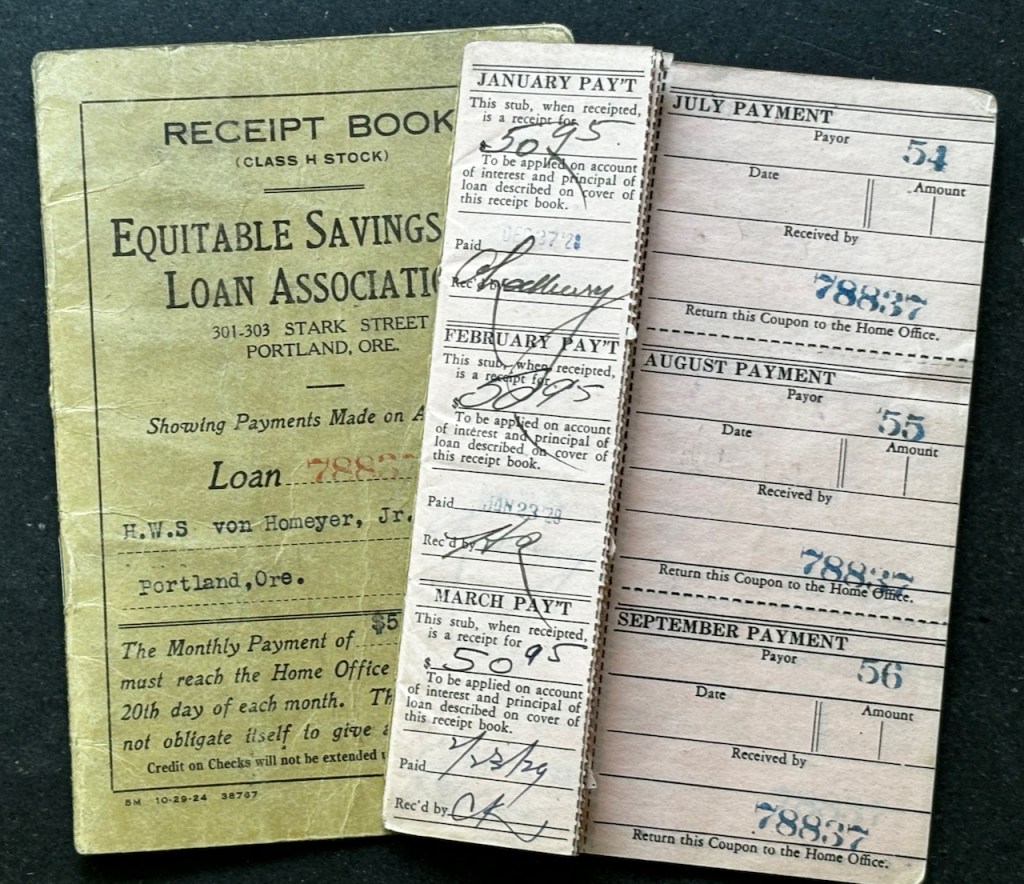 RECEIPT BOOK
(CLASS H STOCK)
EQUITABLE SAVINGS
LOAN ASSOCIATI
301-303 STARK STREET
PORTLAND, ORE.
Showing Payments Made on A
Loan 78837
H.W.S von Homeyer, Jr.
Portland,Ore.
The Monthly Payment of $5
must reach the Home Office
20th day of each month. Th
not obligate itself to give a
Credit on Checks will not be extended u
5M 10-29-24 38767
JANUARY PAY'T
This stub, when receipted,
is a receipt for
$50 95
To be applied on account
of interest and principal of
loan described on cover of
receipt book.
Paid
Rec'd by
FEBRUARY PAY'T
This stub, when receipted,
is a receipt for
$50 95
To be applied on account
of interest and principal of
loan described on cover of
this receipt book.
Paid JAN 23 29
Rec'd by
MARCH PAY'T
This stub, when receipted,
is a receipt for
$50 95
To be applied on account
of interest and principal of
loan described on cover of
this receipt book.
Paid 2/23/29
Rec'd by CK
JULY PAYMENT
Payor 54
Date Amount
Received by
78837
Return this Coupon to the Home Office.
AUGUST PAYMENT
Payor 55
Date Amount
Received by
78837
Return this Coupon to the Home Office.
SEPTEMBER PAYMENT
Payor 56
Date Amount
Received by
78837
Return this Coupon to the Home Office.